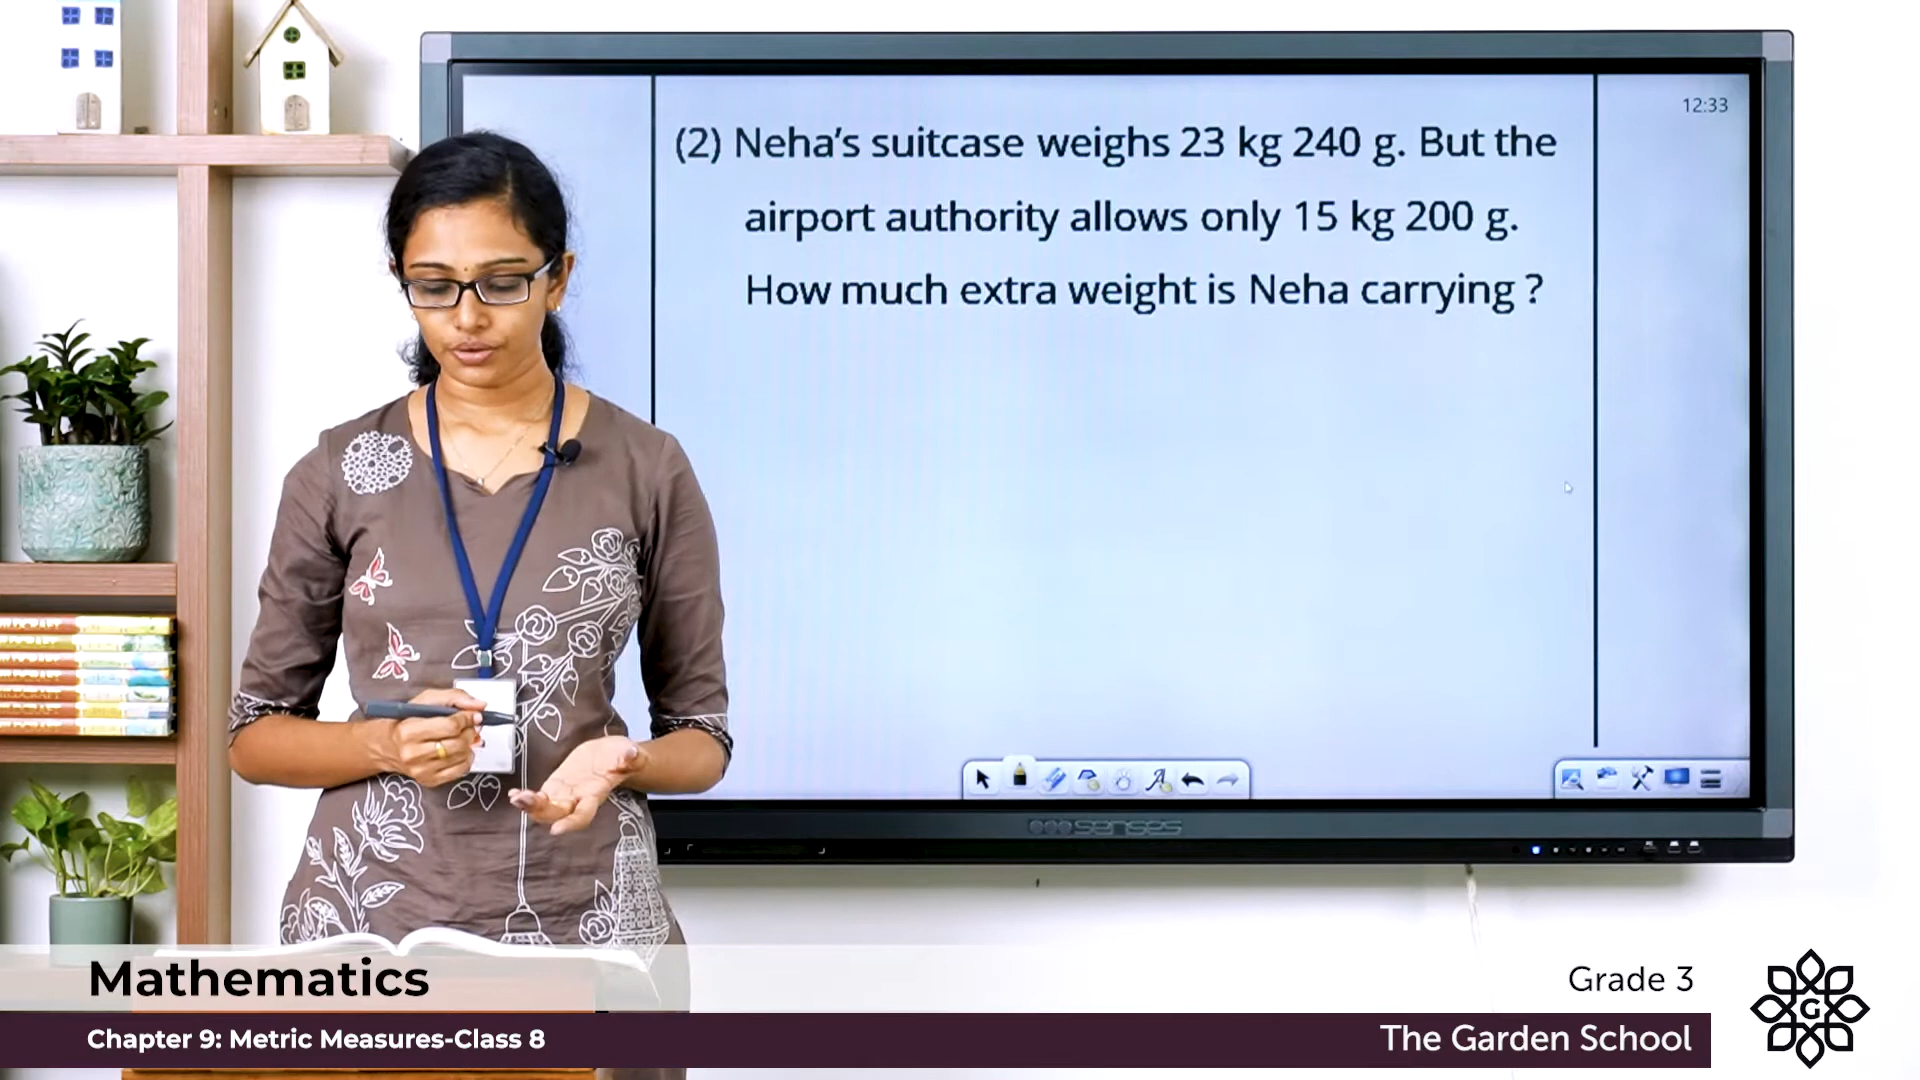 12:33
(2) Neha's suitcase weighs 23 kg 240 g. But the
airport authority allows only 15 kg 200 g.
How much extra weight is Neha carrying ?
senses
Mathematics
Grade 3
Chapter 9: Metric Measures-Class 8
The Garden School
G